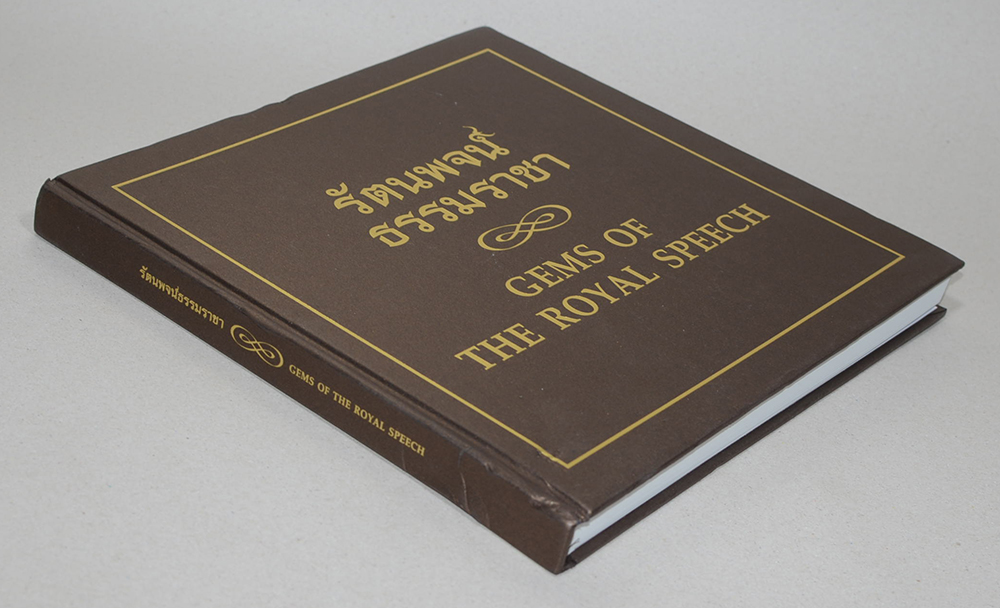 รัตนพจน์
ธรรมราชา
GEMS OF
THE ROYAL SPEECH
รัตนพจน์ธรรมราชา
GEMS OF THE ROYAL SPEECH